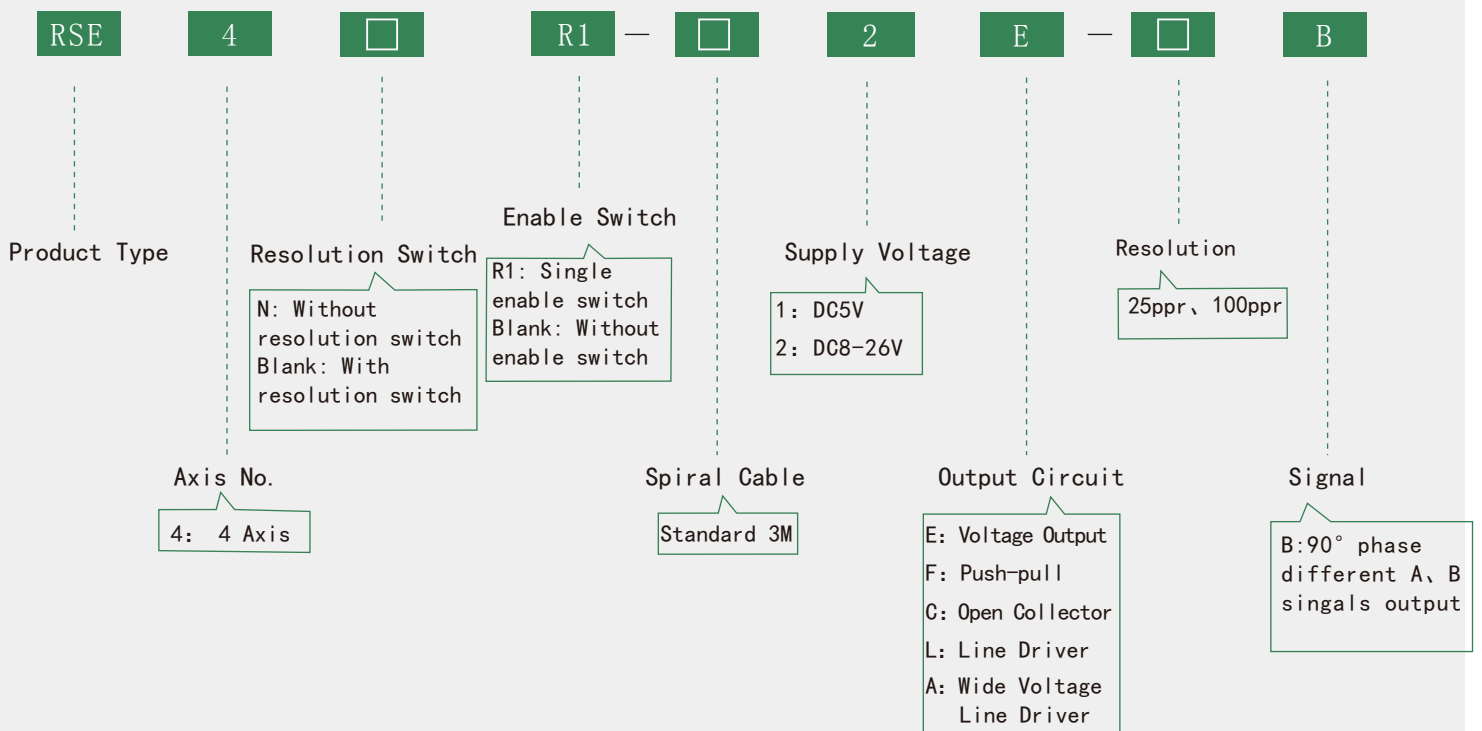 RSE 4 □ R1 — □ 2 E — □ B
Enable Switch
Product Type
Resolution Switch
Supply Voltage
Resolution
R1: Single
enable switch
Blank: Without
enable switch
N: Without
resolution switch
Blank: With
resolution switch
1: DC5V
2: DC8-26V
25ppr、100ppr
Axis No.
4: 4 Axis
Spiral Cable
Standard 3M
Output Circuit
E: Voltage Output
F: Push-pull
C: Open Collector
L: Line Driver
A: Wide Voltage
Line Driver
Signal
B:90° phase
different A、B
singals output